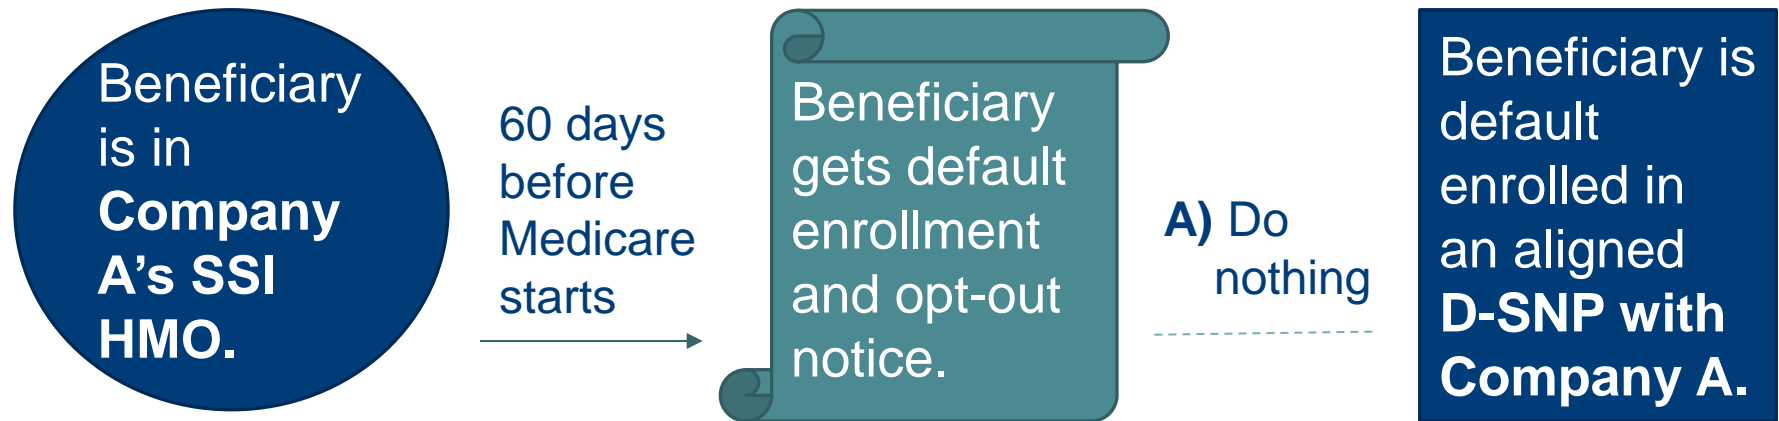 Beneficiary
is in
Company
A’s SSI
HMO.
60 days
before
Medicare
starts
Beneficiary
gets default
enrollment
and opt-out
notice.
A) Do
nothing
Beneficiary is
default
enrolled in
an aligned
D-SNP with
Company A.